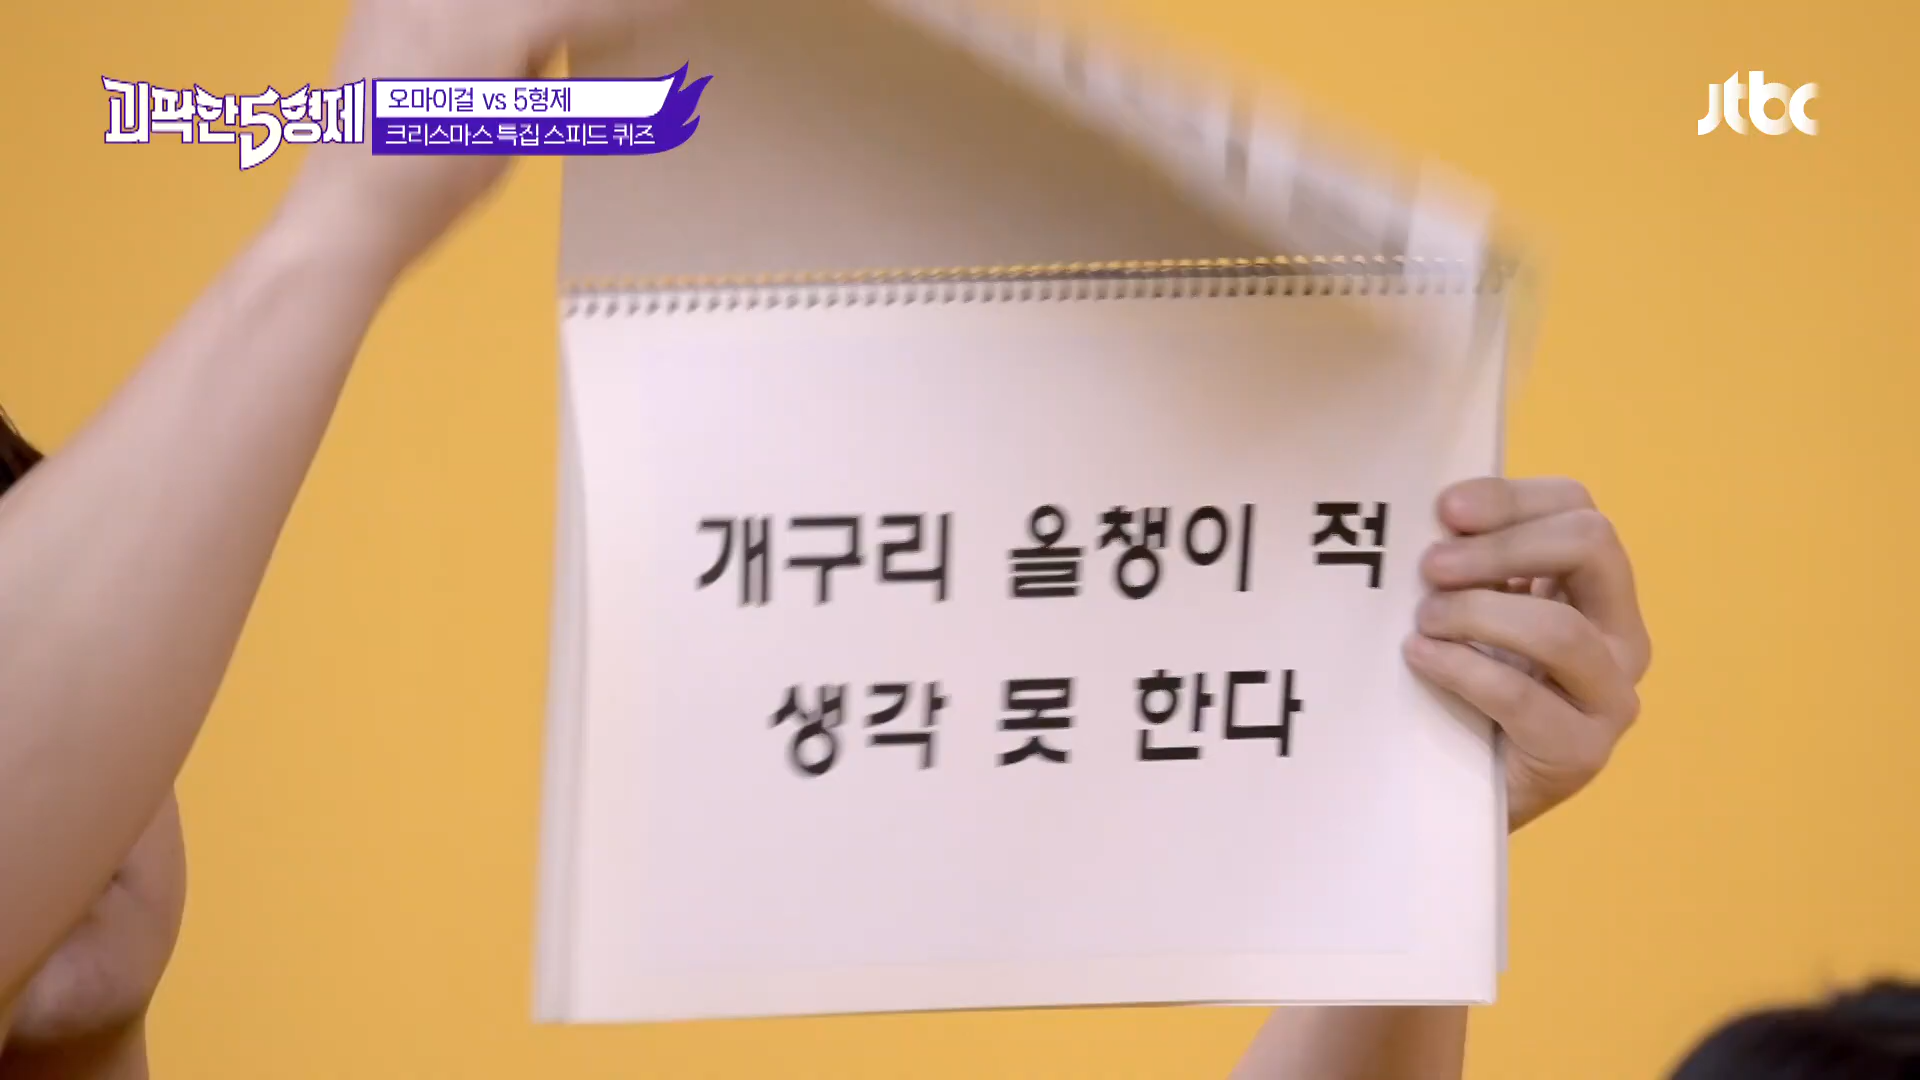 괴팍한5형제
오마이걸 vs 5형제
크리스마스 특집 스피드 퀴즈
jtbc
개구리 올챙이 적
생각 못 한다